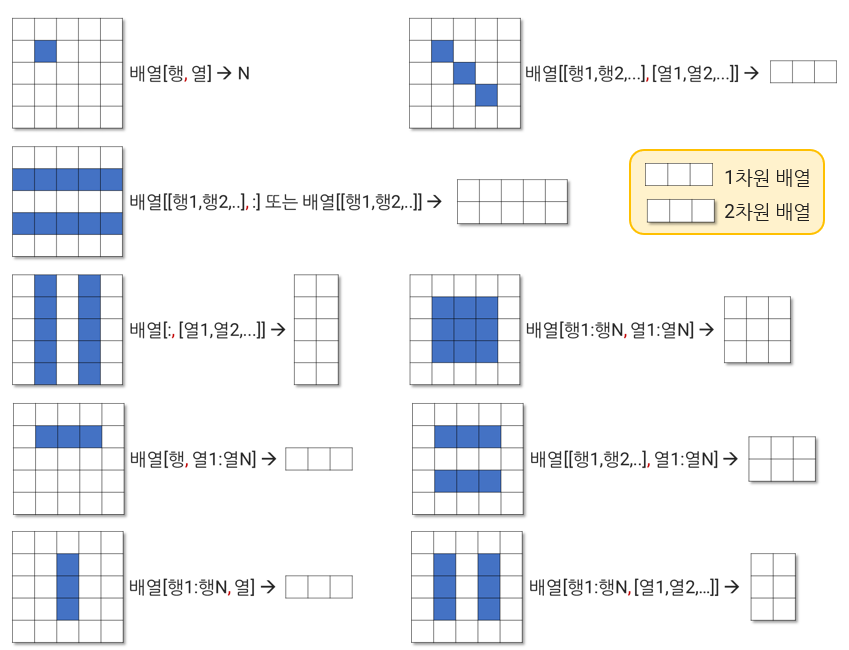 배열[행, 열] → N
배열[[행1,행2,...],[열1,열2,...]] →
배열[[행1,행2,..], :] 또는 배열[[행1,행2,..]] →
1차원 배열
2차원 배열
배열[:, [열1,열2,...]] →
배열[행1:행N, 열1:열N] →
배열[행, 열1:열N] →
배열[[행1,행2,..], 열1:열N] →
배열[행1:행N, 열] →
배열[행1:행N,[열1,열2,...]] →